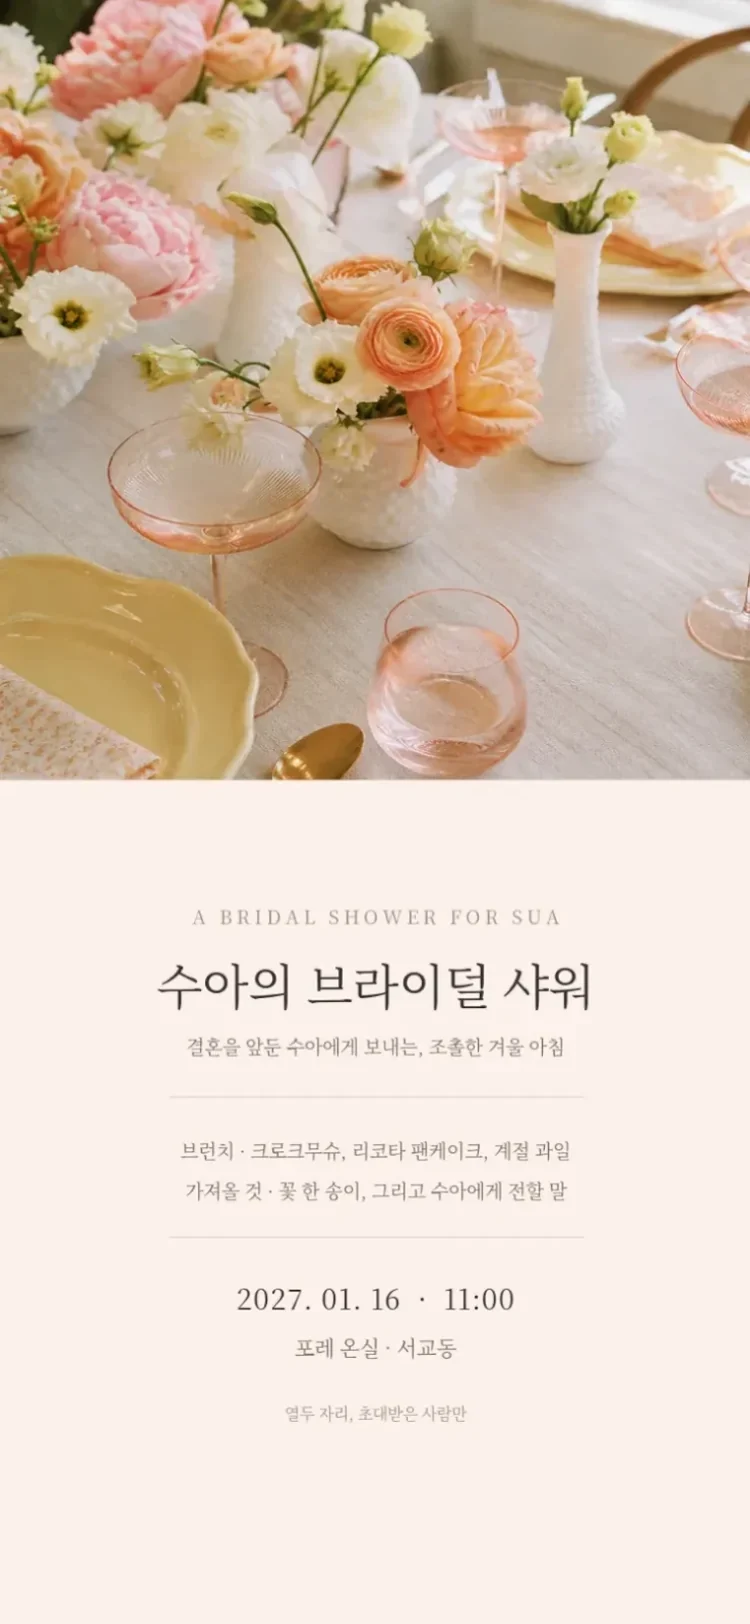 A BRIDAL SHOWER FOR SUA
수아의 브라이덜 샤워
결혼을 앞둔 수아에게 보내는, 조촐한 겨울 아침
브런치 · 크로크무슈, 리코타 팬케이크, 계절 과일
가져올 것 · 꽃 한 송이, 그리고 수아에게 전할 말
2027. 01. 16 · 11:00
포레 온실 · 서교동
열두 자리, 초대받은 사람만